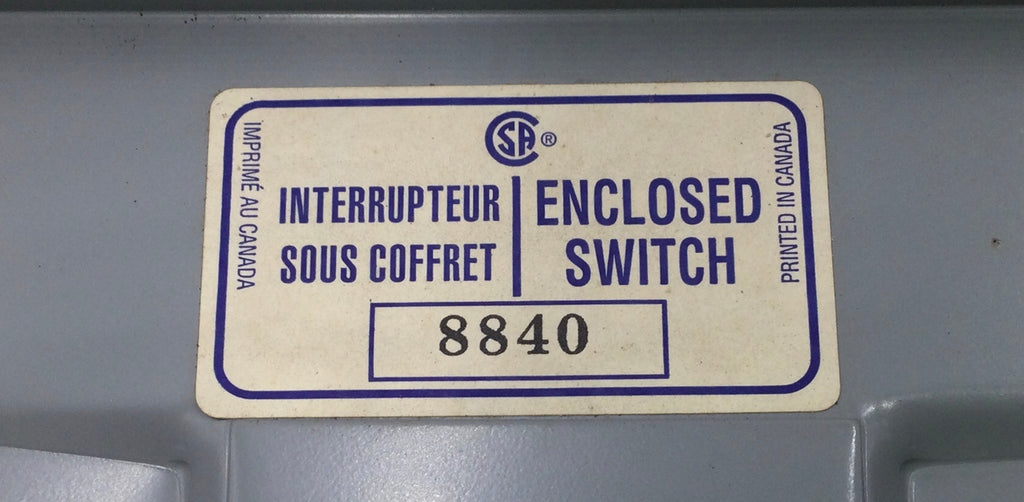 CSA®
IMPRIMÉ AU CANADA
INTERRUPTEUR
SOUS COFFRET
ENCLOSED
SWITCH
PRINTED IN CANADA
8840